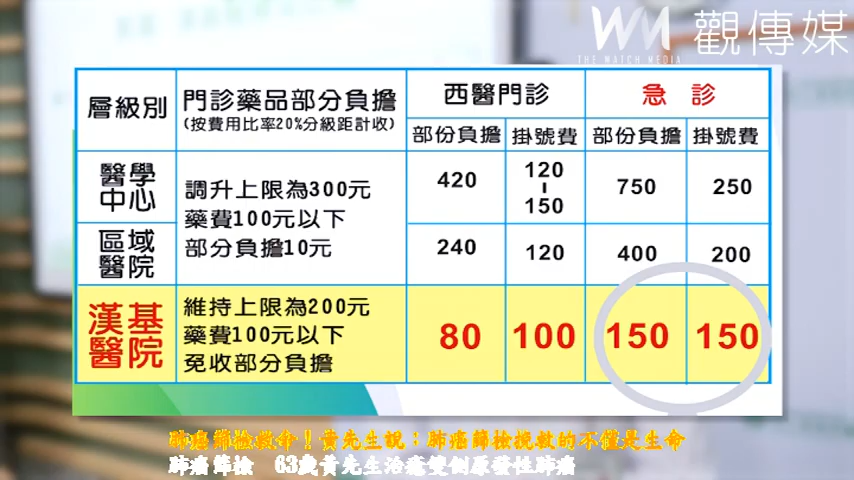 WM 觀傳媒
THE WATCH MEDIA
層級別 門診藥品部分負擔 西醫門診 急 診
(按費用比率20%分級距計收) 部份負擔 掛號費 部份負擔 掛號費
醫學中心 調升上限為300元 420 120-150 750 250
藥費100元以下
區域醫院 部分負擔10元 240 120 400 200
漢基醫院 維持上限為200元 80 100 150 150
藥費100元以下
免收部分負擔
肺癌篩檢救命！黃先生說：肺癌篩檢挽救的不僅是生命
肺癌篩檢 63歲黃先生治癒雙側原發性肺癌